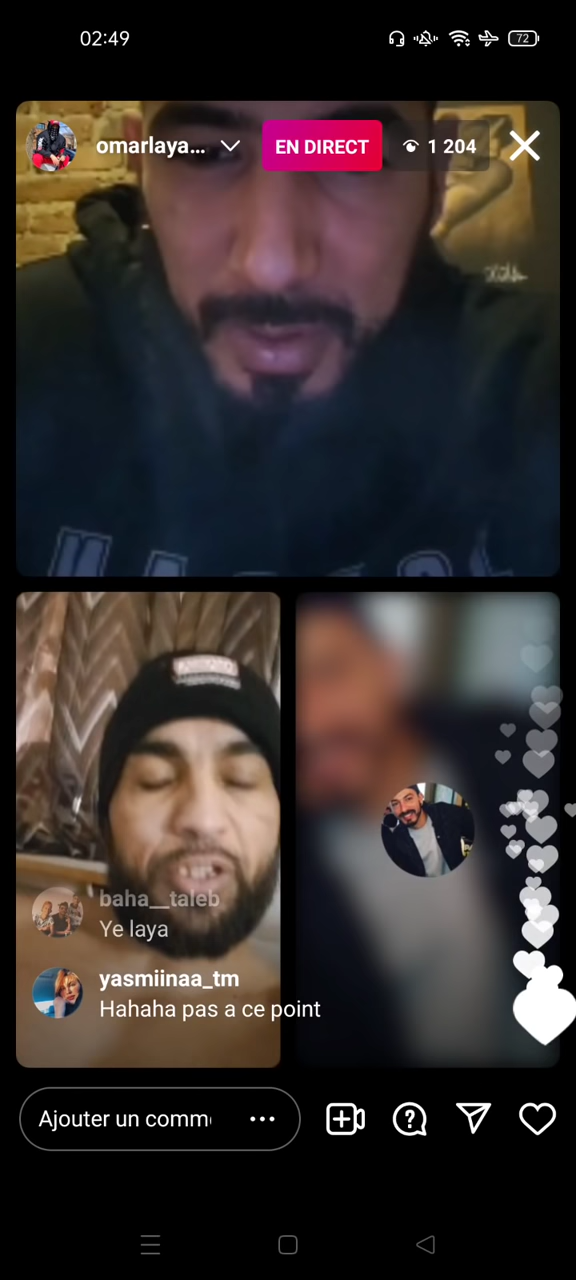 02:49
72
omarlaya...
EN DIRECT
1 204
baha__taleb
Ye laya
yasmiinaa_tm
Hahaha pas a ce point
Ajouter un comm